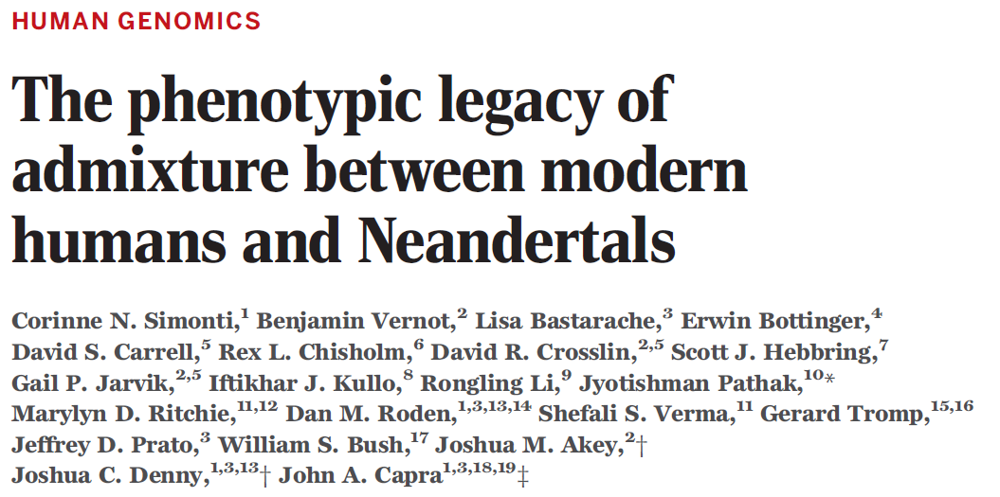 HUMAN GENOMICS
The phenotypic legacy of
admixture between modern
humans and Neandertals
Corinne N. Simonti,¹ Benjamin Vernot,² Lisa Bastarache,³ Erwin Bottinger,⁴
David S. Carrell,⁵ Rex L. Chisholm,⁶ David R. Crosslin,²,⁵ Scott J. Hebbring,⁷
Gail P. Jarvik,²,⁵ Iftikhar J. Kullo,⁸ Rongling Li,⁹ Jyotishman Pathak,¹⁰*
Marylyn D. Ritchie,¹¹,¹² Dan M. Roden,¹,³,¹³,¹⁴ Shefali S. Verma,¹¹ Gerard Tromp,¹⁵,¹⁶
Jeffrey D. Prato,³ William S. Bush,¹⁷ Joshua M. Akey,²†
Joshua C. Denny,¹,³,¹³† John A. Capra¹,³,¹⁸,¹⁹‡